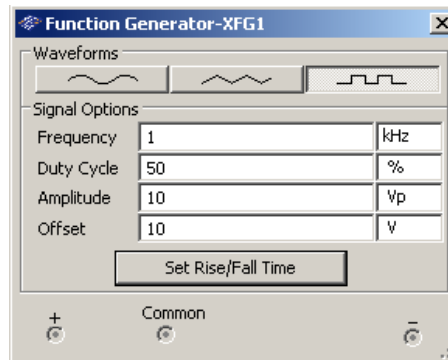 Function Generator-XFG1
Waveforms
Signal Options
Frequency 1 kHz
Duty Cycle 50 %
Amplitude 10 Vp
Offset 10 V
Set Rise/Fall Time
+ Common −